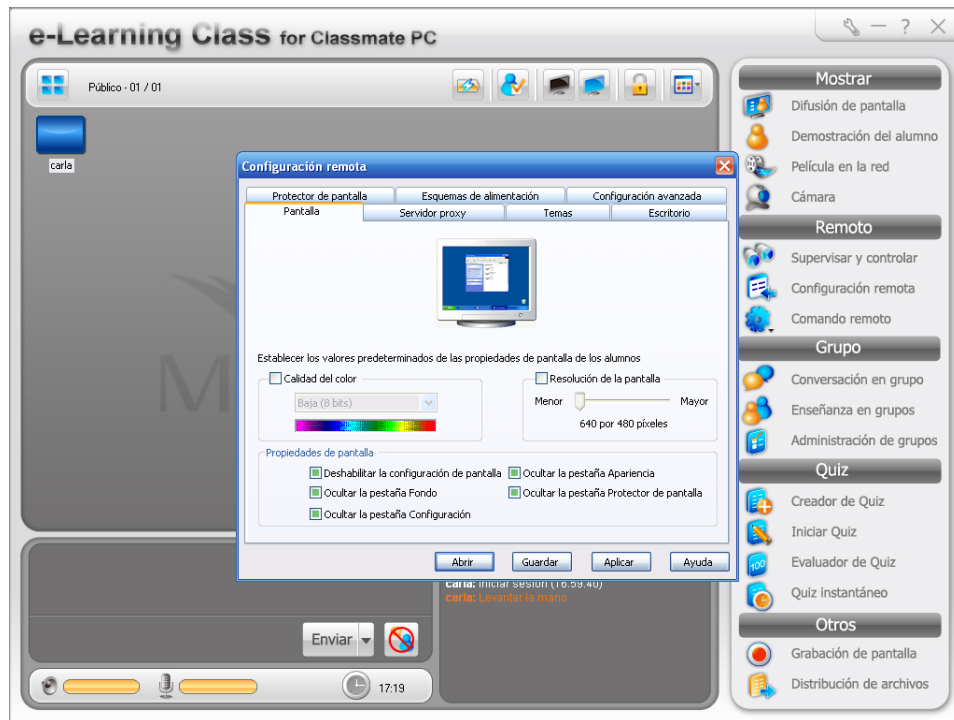 e-Learning Class for Classmate PC
Público - 01 / 01
carla
Configuración remota
Protector de pantalla
Esquemas de alimentación
Configuración avanzada
Pantalla
Servidor proxy
Temas
Escritorio
Establecer los valores predeterminados de las propiedades de pantalla de los alumnos
Calidad del color
Baja (8 bits)
Resolución de la pantalla
Menor
Mayor
640 por 480 píxeles
Propiedades de pantalla
Deshabilitar la configuración de pantalla
Ocultar la pestaña Apariencia
Ocultar la pestaña Fondo
Ocultar la pestaña Protector de pantalla
Ocultar la pestaña Configuración
Abrir
Guardar
Aplicar
Ayuda
carla: Iniciar sesión (16:59:40)
carla: Levantar la mano
Enviar
17:19
Mostrar
Difusión de pantalla
Demostración del alumno
Película en la red
Cámara
Remoto
Supervisar y controlar
Configuración remota
Comando remoto
Grupo
Conversación en grupo
Enseñanza en grupos
Administración de grupos
Quiz
Creador de Quiz
Iniciar Quiz
100
Evaluador de Quiz
Quiz instantáneo
Otros
Grabación de pantalla
Distribución de archivos